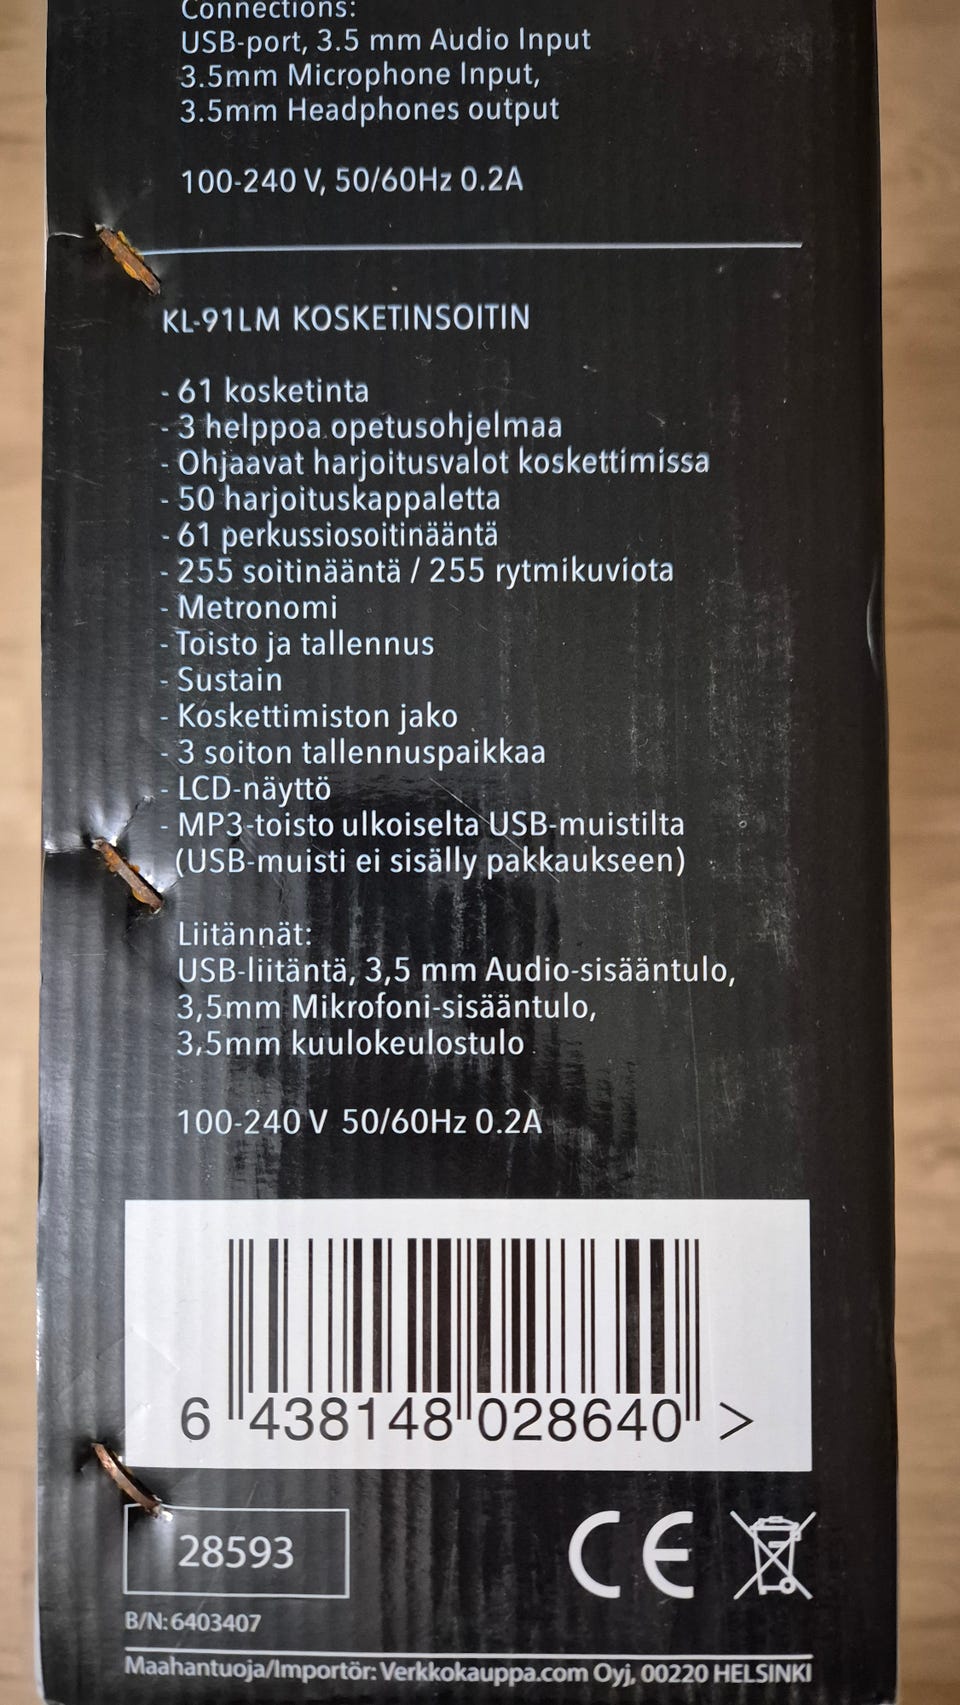 Connections:
USB-port, 3.5 mm Audio Input
3.5mm Microphone Input,
3.5mm Headphones output
100-240 V, 50/60Hz 0.2A
KL-91LM KOSKETINSOITIN
- 61 kosketinta
- 3 helppoa opetusohjelmaa
- Ohjaavat harjoitusvalot koskettimissa
- 50 harjoituskappaletta
- 61 perkussiosoitinääntä
- 255 soitinääntä / 255 rytmikuviota
- Metronomi
- Toisto ja tallennus
- Sustain
- Koskettimiston jako
- 3 soiton tallennuspaikkaa
- LCD-näyttö
- MP3-toisto ulkoiselta USB-muistilta
(USB-muisti ei sisälly pakkaukseen)
Liitännät:
USB-liitäntä, 3,5 mm Audio-sisääntulo,
3,5mm Mikrofoni-sisääntulo,
3,5mm kuulokeulostulo
100-240 V 50/60Hz 0.2A
6 438148 028640 >
28593
CE
B/N: 6403407
Maahantuoja/Importör: Verkkokauppa.com Oyj, 00220 HELSINKI